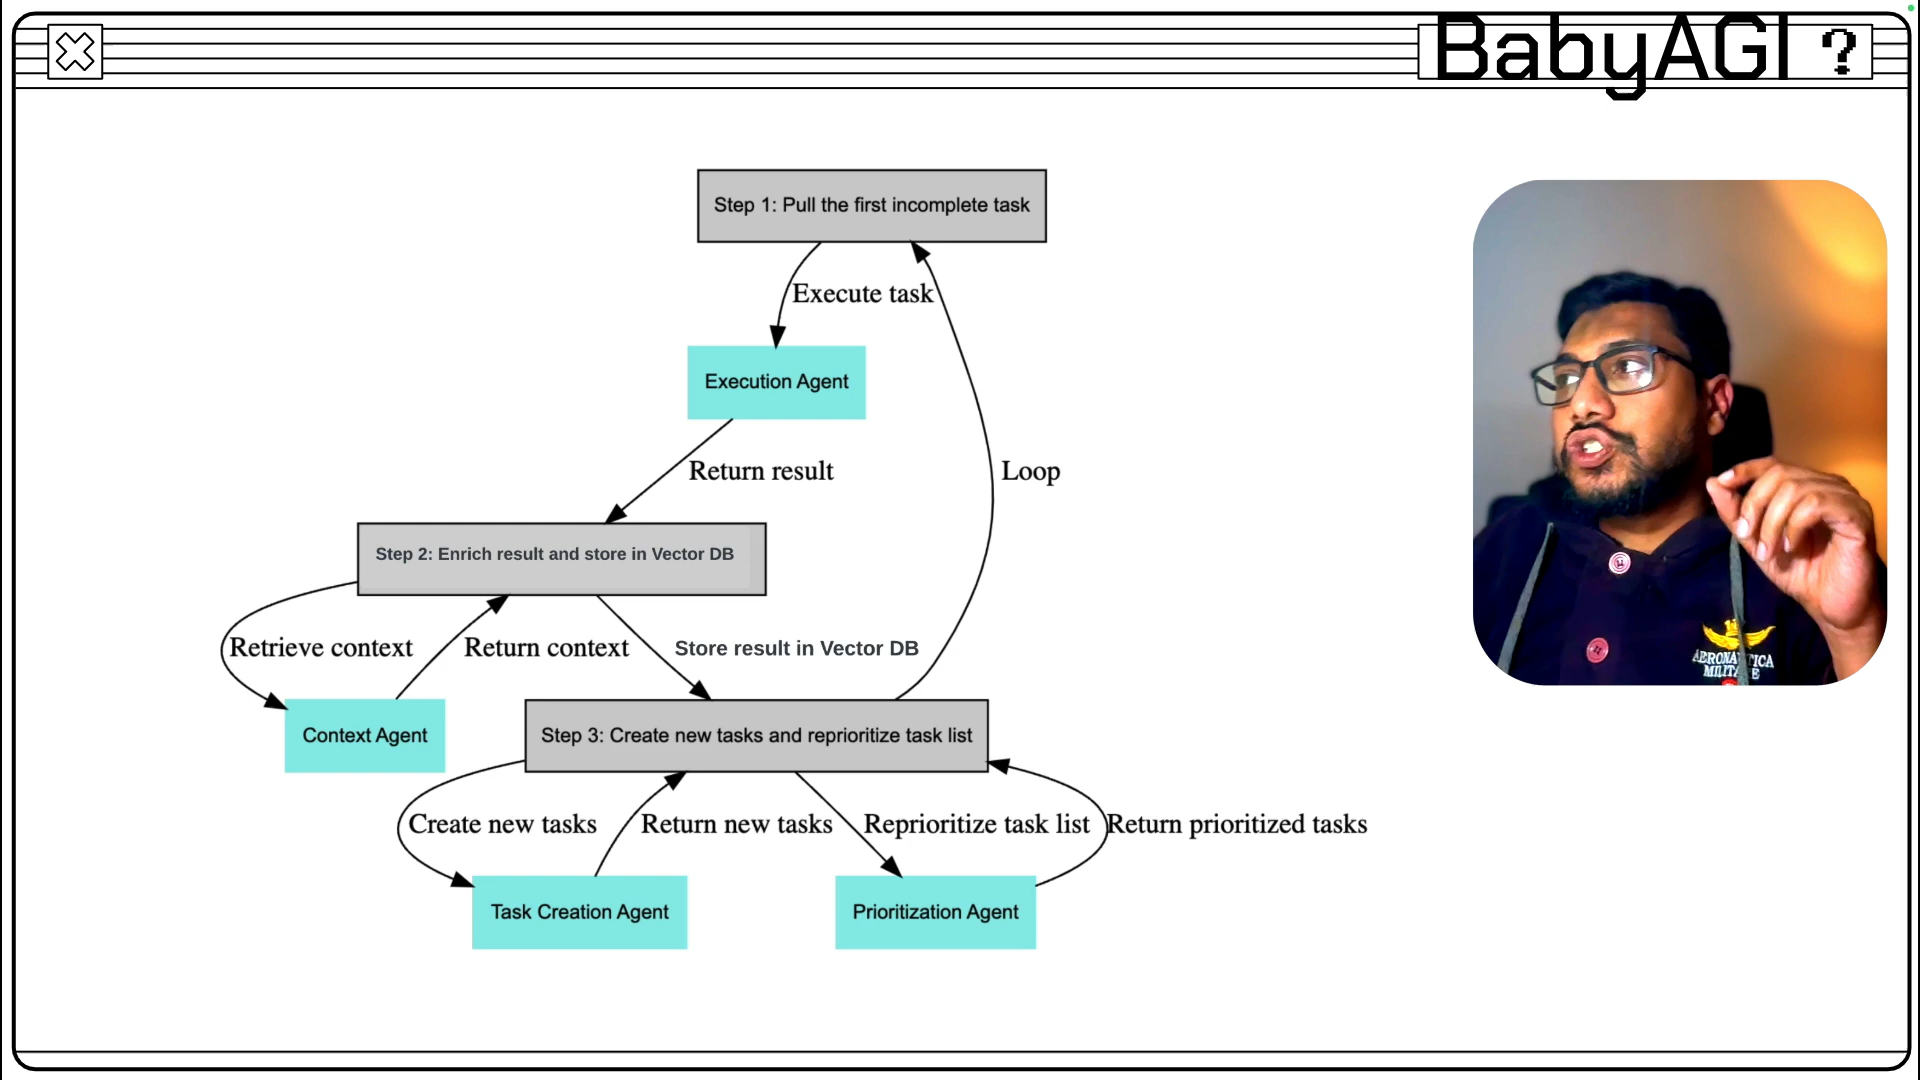 BabyAGI ?
Step 1: Pull the first incomplete task
Execute task
Execution Agent
Return result
Loop
Step 2: Enrich result and store in Vector DB
Retrieve context
Return context
Store result in Vector DB
Context Agent
Step 3: Create new tasks and reprioritize task list
Create new tasks
Return new tasks
Reprioritize task list
Return prioritized tasks
Task Creation Agent
Prioritization Agent
AERONAUTICA